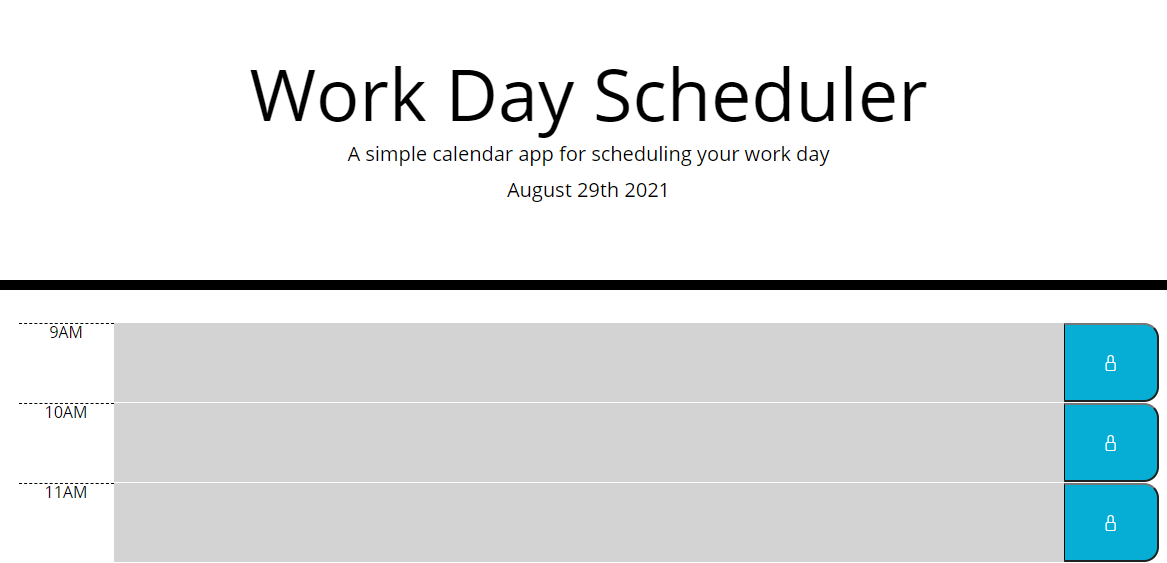 Work Day Scheduler
A simple calendar app for scheduling your work day
August 29th 2021
9AM
10AM
11AM